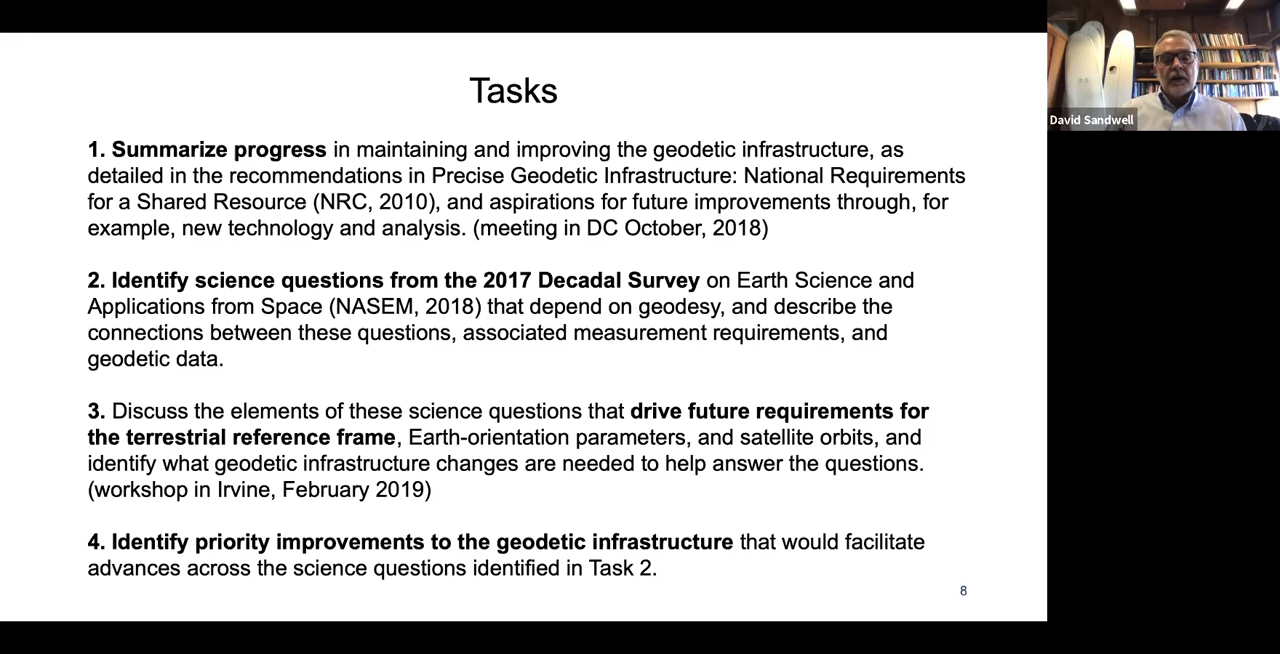 Tasks
1. Summarize progress in maintaining and improving the geodetic infrastructure, as
detailed in the recommendations in Precise Geodetic Infrastructure: National Requirements
for a Shared Resource (NRC, 2010), and aspirations for future improvements through, for
example, new technology and analysis. (meeting in DC October, 2018)
2. Identify science questions from the 2017 Decadal Survey on Earth Science and
Applications from Space (NASEM, 2018) that depend on geodesy, and describe the
connections between these questions, associated measurement requirements, and
geodetic data.
3. Discuss the elements of these science questions that drive future requirements for
the terrestrial reference frame, Earth-orientation parameters, and satellite orbits, and
identify what geodetic infrastructure changes are needed to help answer the questions.
(workshop in Irvine, February 2019)
4. Identify priority improvements to the geodetic infrastructure that would facilitate
advances across the science questions identified in Task 2.
8
David Sandwell